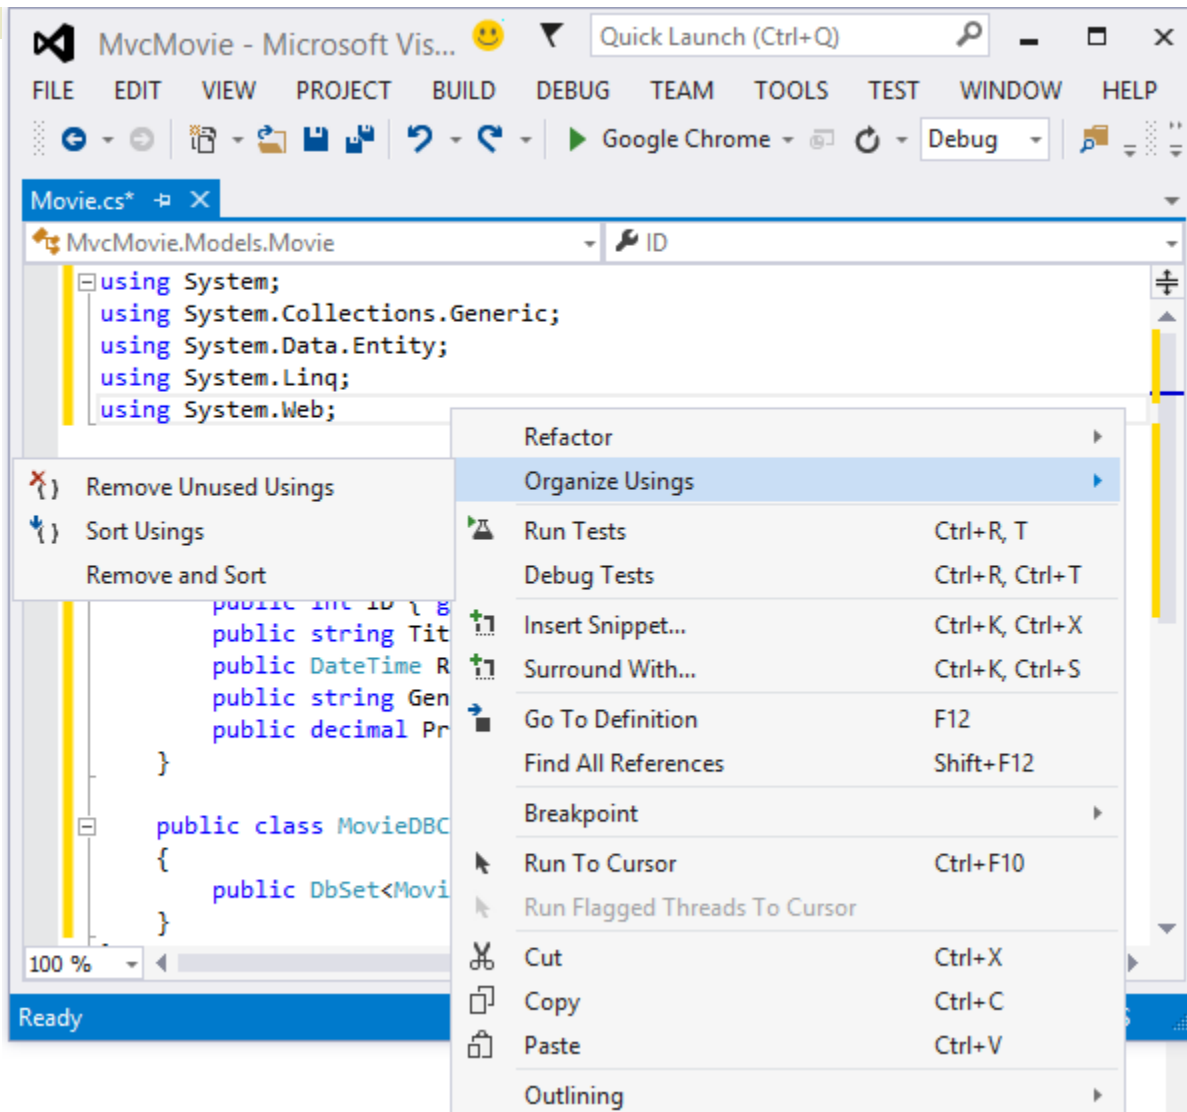 MvcMovie - Microsoft Vis...
Quick Launch (Ctrl+Q)
FILE EDIT VIEW PROJECT BUILD DEBUG TEAM TOOLS TEST WINDOW HELP
Google Chrome
Debug
Movie.cs*
MvcMovie.Models.Movie
ID
using System;
using System.Collections.Generic;
using System.Data.Entity;
using System.Linq;
using System.Web;
Refactor
Organize Usings
Remove Unused Usings
Sort Usings
Remove and Sort
Run Tests Ctrl+R, T
Debug Tests Ctrl+R, Ctrl+T
Insert Snippet... Ctrl+K, Ctrl+X
Surround With... Ctrl+K, Ctrl+S
Go To Definition F12
Find All References Shift+F12
Breakpoint
Run To Cursor Ctrl+F10
Run Flagged Threads To Cursor
Cut Ctrl+X
Copy Ctrl+C
Paste Ctrl+V
Outlining
public int ID { g
public string Tit
public DateTime R
public string Gen
public decimal Pr
}
public class MovieDBC
{
public DbSet<Movi
}
100 %
Ready